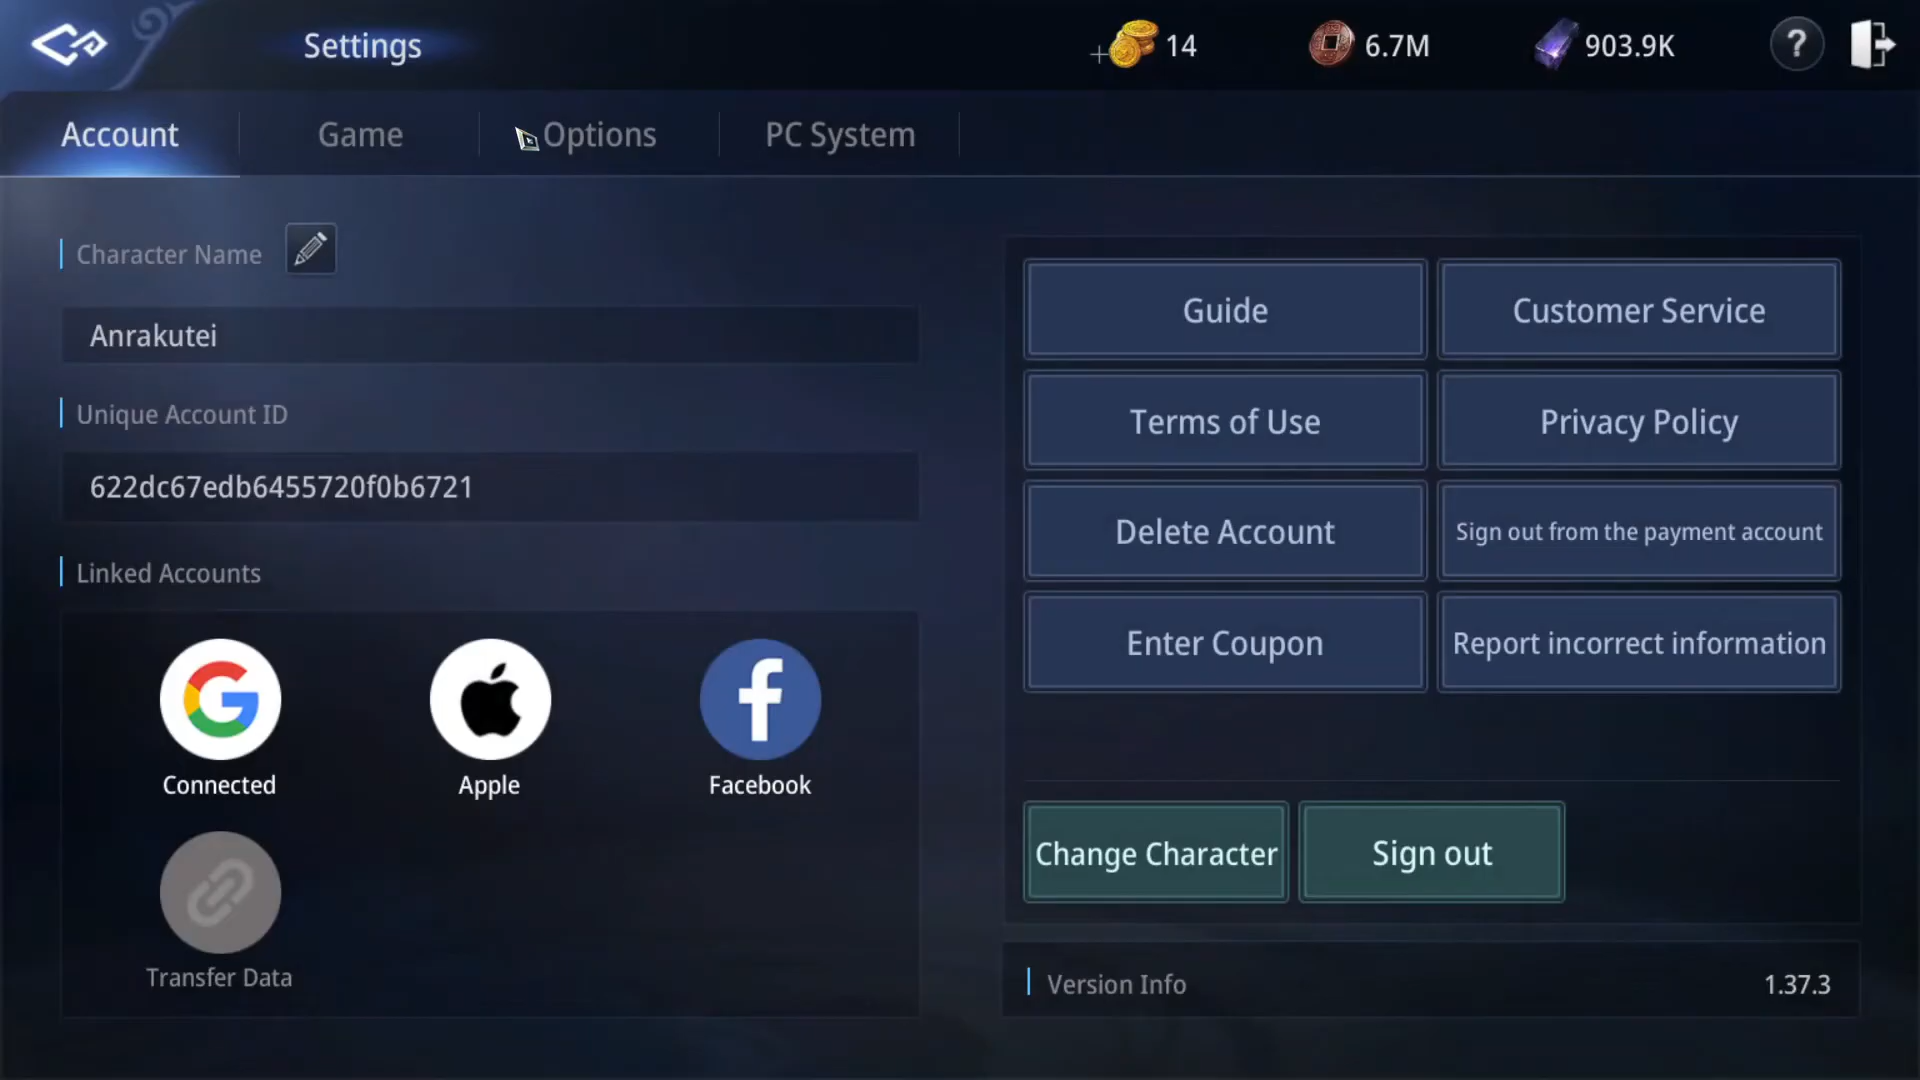 Settings
14
6.7M
903.9K
?
Account
Game
Options
PC System
Character Name
Anrakutei
Unique Account ID
622dc67edb6455720f0b6721
Linked Accounts
Connected
Apple
Facebook
Transfer Data
Guide
Customer Service
Terms of Use
Privacy Policy
Delete Account
Sign out from the payment account
Enter Coupon
Report incorrect information
Change Character
Sign out
Version Info
1.37.3